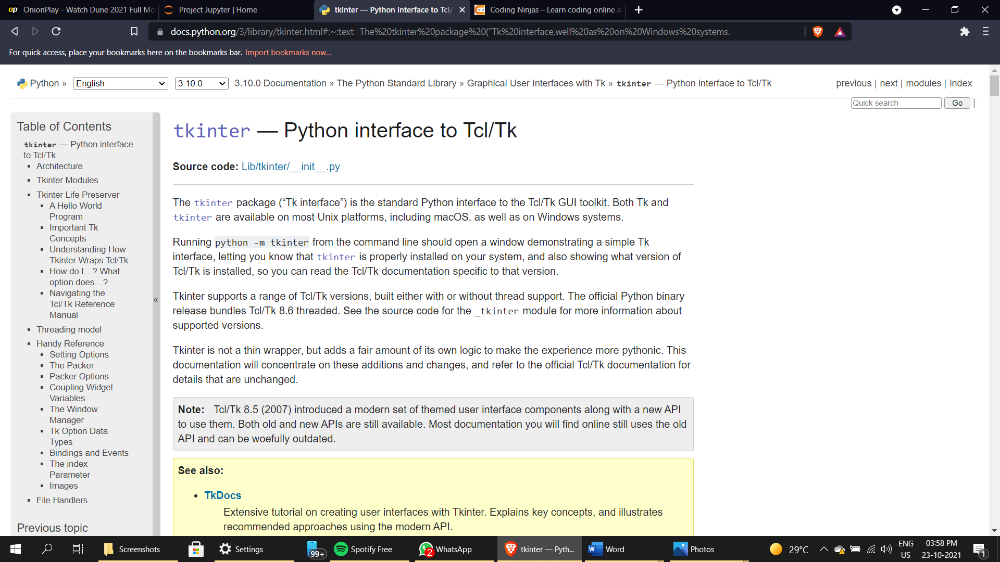 OnionPlay - Watch Dune 2021 Full Mo
Project Jupyter | Home
tkinter — Python interface to Tcl/
Coding Ninjas – Learn coding online a
docs.python.org/3/library/tkinter.html#:~:text=The%20tkinter%20package%20("Tk%20interface,well%20as%20on%20Windows%20systems.
For quick access, place your bookmarks here on the bookmarks bar. Import bookmarks now...
Python » English 3.10.0 3.10.0 Documentation » The Python Standard Library » Graphical User Interfaces with Tk » tkinter — Python interface to Tcl/Tk
previous | next | modules | index
Quick search Go |
Table of Contents
tkinter — Python interface
to Tcl/Tk
Architecture
Tkinter Modules
Tkinter Life Preserver
A Hello World
Program
Important Tk
Concepts
Understanding How
Tkinter Wraps Tcl/Tk
How do I…? What
option does…?
Navigating the
Tcl/Tk Reference
Manual
Threading model
Handy Reference
Setting Options
The Packer
Packer Options
Coupling Widget
Variables
The Window
Manager
Tk Option Data
Types
Bindings and Events
The index
Parameter
Images
File Handlers
Previous topic
«
tkinter — Python interface to Tcl/Tk
Source code: Lib/tkinter/__init__.py
The tkinter package (“Tk interface”) is the standard Python interface to the Tcl/Tk GUI toolkit. Both Tk and
tkinter are available on most Unix platforms, including macOS, as well as on Windows systems.
Running python -m tkinter from the command line should open a window demonstrating a simple Tk
interface, letting you know that tkinter is properly installed on your system, and also showing what version of
Tcl/Tk is installed, so you can read the Tcl/Tk documentation specific to that version.
Tkinter supports a range of Tcl/Tk versions, built either with or without thread support. The official Python binary
release bundles Tcl/Tk 8.6 threaded. See the source code for the _tkinter module for more information about
supported versions.
Tkinter is not a thin wrapper, but adds a fair amount of its own logic to make the experience more pythonic. This
documentation will concentrate on these additions and changes, and refer to the official Tcl/Tk documentation for
details that are unchanged.
Note: Tcl/Tk 8.5 (2007) introduced a modern set of themed user interface components along with a new API
to use them. Both old and new APIs are still available. Most documentation you will find online still uses the old
API and can be woefully outdated.
See also:
TkDocs
Extensive tutorial on creating user interfaces with Tkinter. Explains key concepts, and illustrates
recommended approaches using the modern API.
Screenshots
Settings
99+
Spotify Free
2 WhatsApp
tkinter — Pyth...
Word
Photos
29°C
ENG
US
03:58 PM
23-10-2021
1